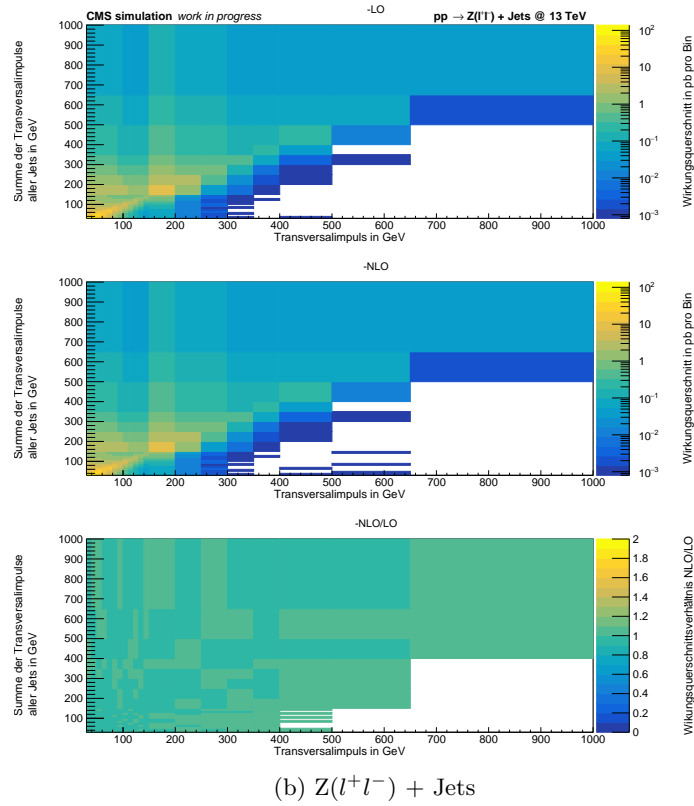 CMS simulation work in progress
-LO
pp → Z(l⁺l⁻) + Jets @ 13 TeV
Summe der Transversalimpulse
aller Jets in GeV
1000
900
800
700
600
500
400
300
200
100
100 200 300 400 500 600 700 800 900 1000
Transversalimpuls in GeV
10²
10
1
10⁻¹
10⁻²
10⁻³
Wirkungsquerschnitt in pb pro Bin
-NLO
Summe der Transversalimpulse
aller Jets in GeV
1000
900
800
700
600
500
400
300
200
100
100 200 300 400 500 600 700 800 900 1000
Transversalimpuls in GeV
10²
10
1
10⁻¹
10⁻²
10⁻³
Wirkungsquerschnitt in pb pro Bin
-NLO/LO
Summe der Transversalimpulse
aller Jets in GeV
1000
900
800
700
600
500
400
300
200
100
100 200 300 400 500 600 700 800 900 1000
Transversalimpuls in GeV
2
1.8
1.6
1.4
1.2
1
0.8
0.6
0.4
0.2
0
Wikungsquerschnittsverhältnis NLO/LO
(b) Z(l⁺l⁻) + Jets